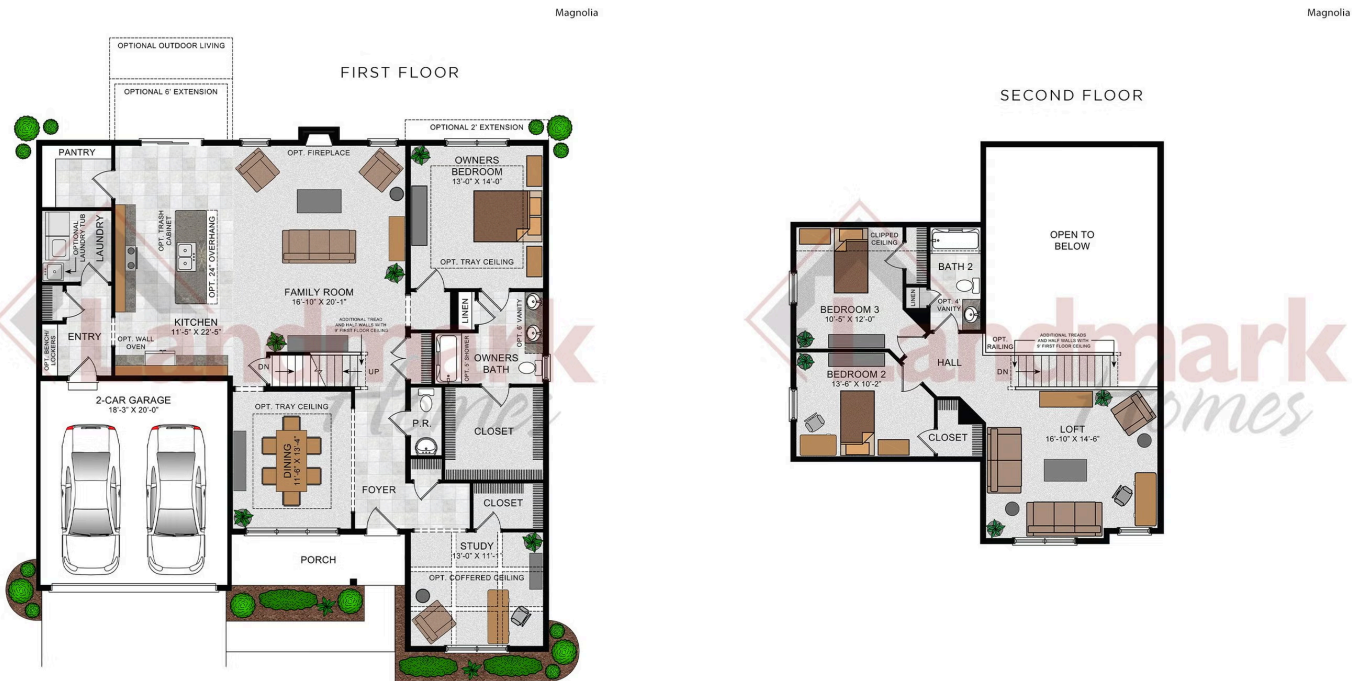 Magnolia
FIRST FLOOR
OPTIONAL OUTDOOR LIVING
OPTIONAL 6' EXTENSION
OPTIONAL 2' EXTENSION
PANTRY
OPT. FIREPLACE
OWNERS
BEDROOM
13'-0" X 14'-0"
OPT. TRAY CEILING
OPTIONAL
LAUNDRY TUB
LAUNDRY
OPT. TRASH
CABINET
OPT. 24" OVERHANG
FAMILY ROOM
16'-10" X 20'-1"
ADDITIONAL TREAD
AND HALF WALLS WITH
9' FIRST FLOOR CEILING
LINEN
OPT. 6' VANITY
KITCHEN
11'-5" X 22'-5"
ENTRY
OPT. BENCH/
LOCKERS
OPT. WALL
OVEN
DN
UP
OPT. 5' SHOWER
OWNERS
BATH
2-CAR GARAGE
18'-3" X 20'-0"
OPT. TRAY CEILING
DINING
11'-6" X 13'-4"
P.R.
CLOSET
FOYER
CLOSET
PORCH
STUDY
13'-0" X 11'-1"
OPT. COFFERED CEILING
Landmark
Homes
Magnolia
SECOND FLOOR
OPEN TO
BELOW
CLIPPED
CEILING
BATH 2
LINEN
OPT. 4'
VANITY
BEDROOM 3
10'-5" X 12'-0"
OPT.
RAILING
ADDITIONAL TREADS
AND HALF WALLS WITH
9' FIRST FLOOR CEILING
HALL
DN
BEDROOM 2
13'-6" X 10'-2"
CLOSET
LOFT
16'-10" X 14'-6"
Landmark
Homes